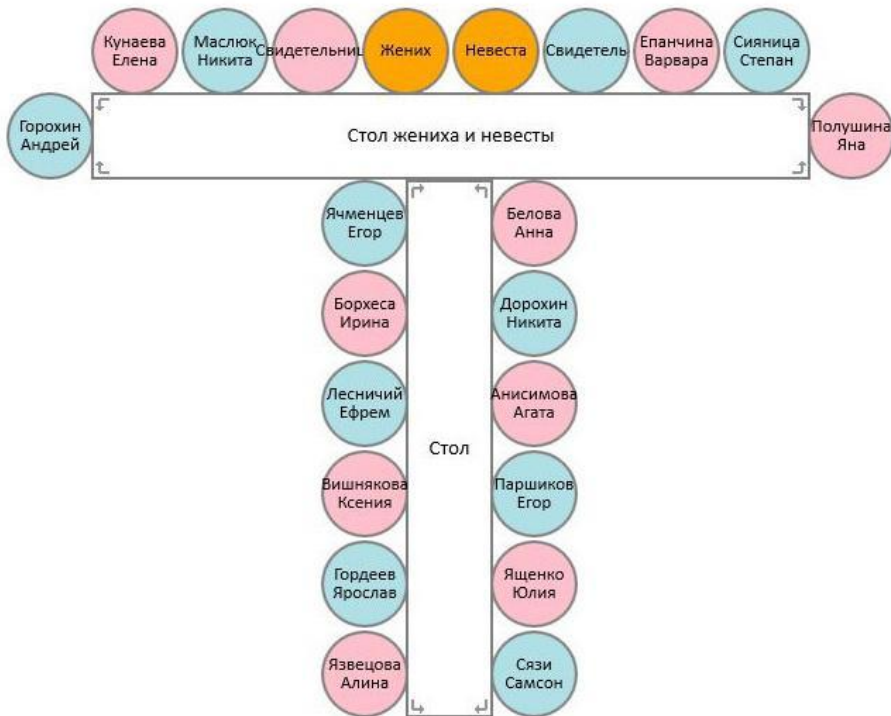 Кунаева
Елена
Маслюк
Никита
Свидетельниц
Жених
Невеста
Свидетель
Епанчина
Варвара
Сияница
Степан
Горохин
Андрей
Стол жениха и невесты
Полушина
Яна
Ячменцев
Егор
Белова
Анна
Борхеса
Ирина
Дорохин
Никита
Лесничий
Ефрем
Анисимова
Агата
Стол
Вишнякова
Ксения
Паршиков
Егор
Гордеев
Ярослав
Ященко
Юлия
Язвецова
Алина
Сязи
Самсон